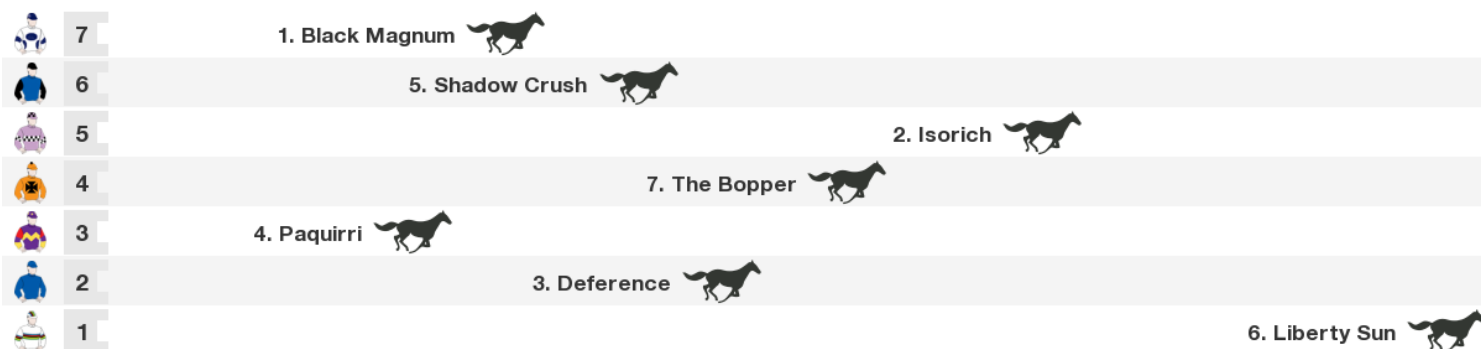 7 1. Black Magnum
6 5. Shadow Crush
5 2. Isorich
4 7. The Bopper
3 4. Paquirri
2 3. Deference
1 6. Liberty Sun